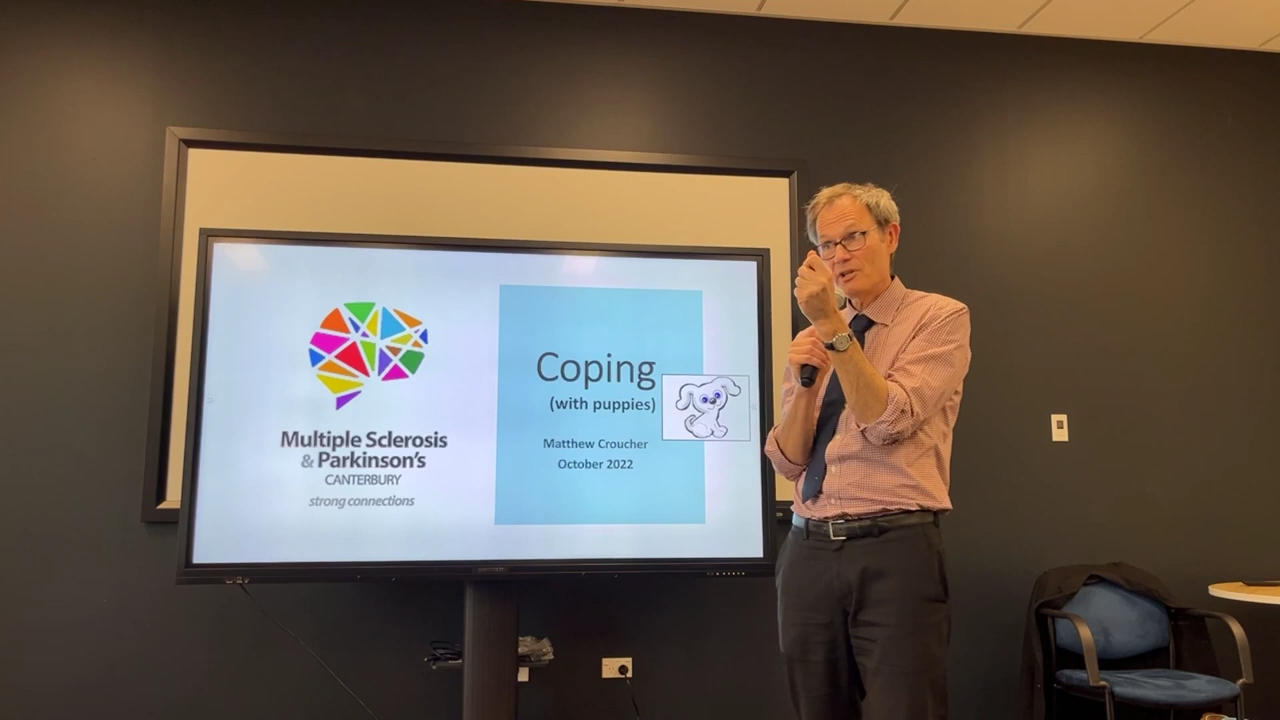 Multiple Sclerosis
& Parkinson's
CANTERBURY
strong connections
Coping
(with puppies)
Matthew Croucher
October 2022